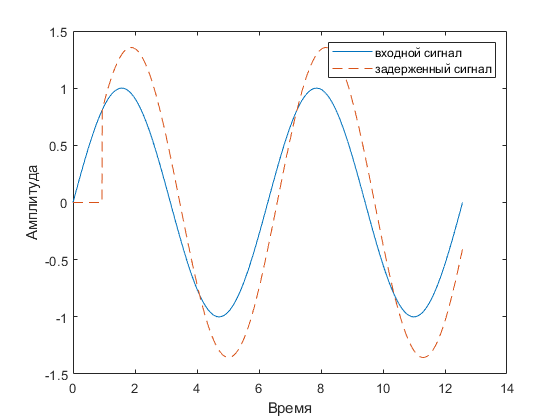 1.5
1
0.5
0
-0.5
-1
-1.5
Амплитуда
входной сигнал
задерженный сигнал
0 2 4 6 8 10 12 14
Время